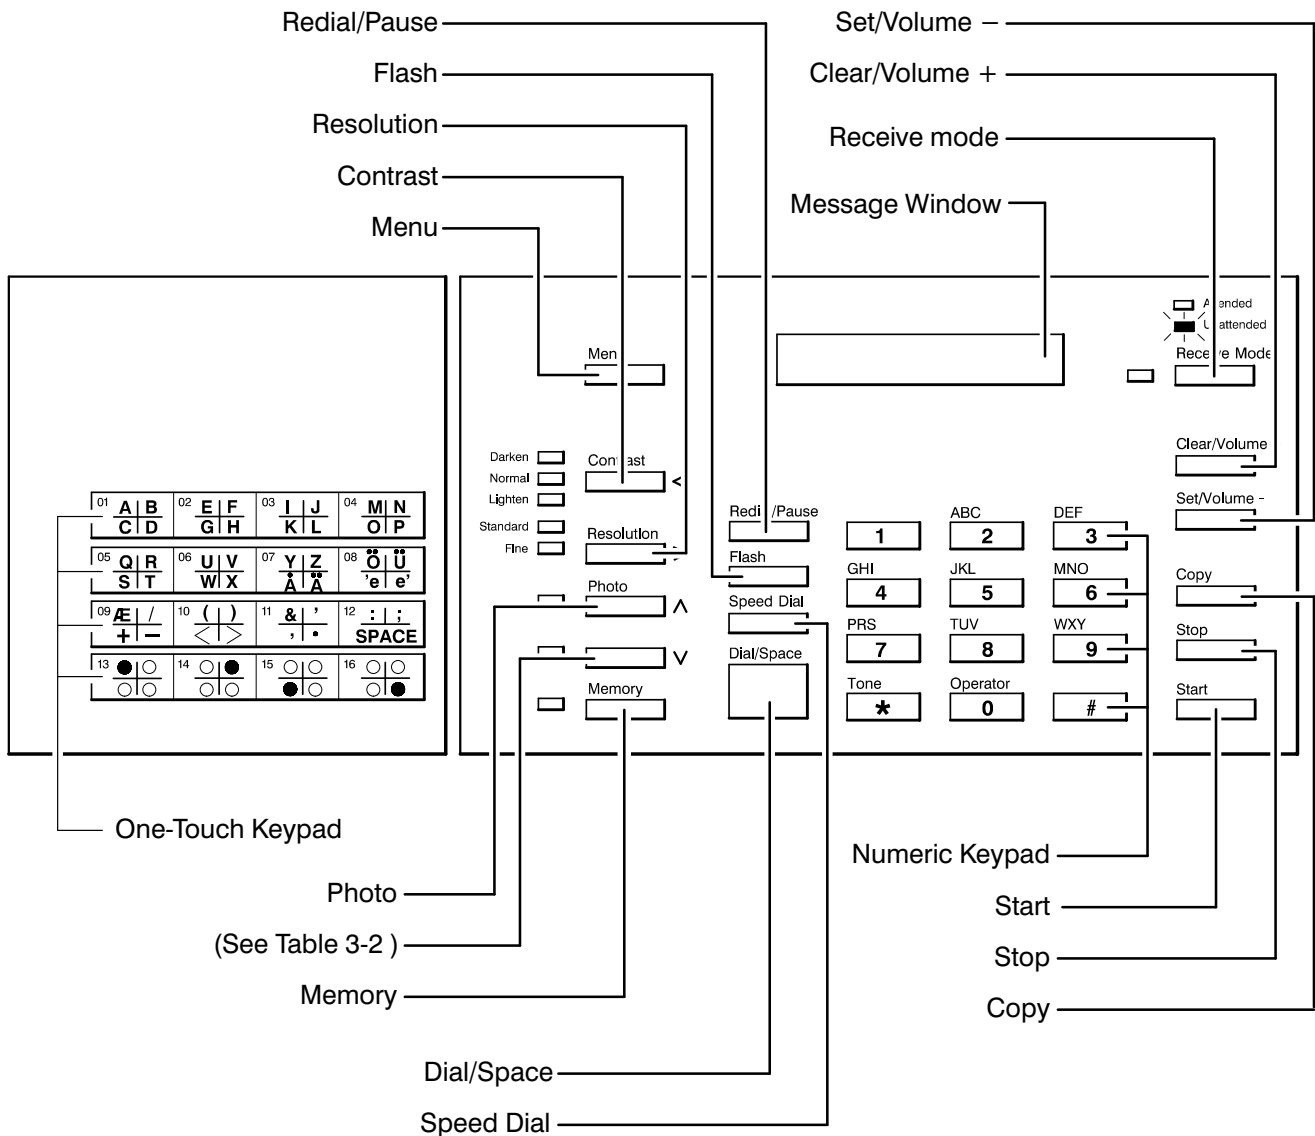 Redial/Pause
Flash
Resolution
Contrast
Menu
Set/Volume −
Clear/Volume +
Receive mode
Message Window
Men
Attended
Unattended
Receive Mode
Darken
Normal
Lighten
Standard
Fine
Contrast <
Resolution >
Photo ∧
∨
Memory
Redial/Pause
Flash
Speed Dial
Dial/Space
1
ABC
2
DEF
3
GHI
4
JKL
5
MNO
6
PRS
7
TUV
8
WXY
9
Tone
*
Operator
0
#
Clear/Volume
Set/Volume -
Copy
Stop
Start
01 A B C D
02 E F G H
03 I J K L
04 M N O P
05 Q R S T
06 U V W X
07 Y Z Å Ä
08 Ö Ü 'e e'
09 Æ / + −
10 ( ) < >
11 & ' , •
12 : ; SPACE
13
14
15
16
One-Touch Keypad
Photo
(See Table 3-2 )
Memory
Dial/Space
Speed Dial
Numeric Keypad
Start
Stop
Copy